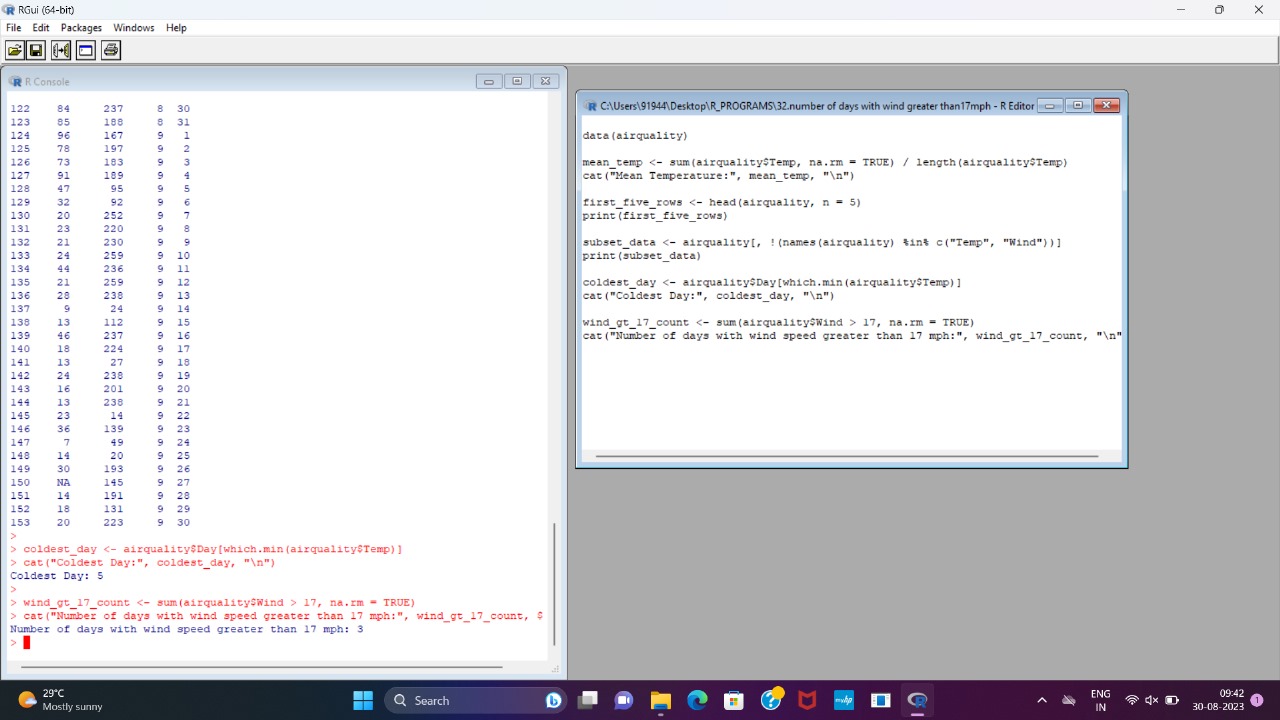 RGui (64-bit)
File Edit Packages Windows Help
R Console
122 84 237 8 30
123 85 188 8 31
124 96 167 9 1
125 78 197 9 2
126 73 183 9 3
127 91 189 9 4
128 47 95 9 5
129 32 92 9 6
130 20 252 9 7
131 23 220 9 8
132 21 230 9 9
133 24 259 9 10
134 44 236 9 11
135 21 259 9 12
136 28 238 9 13
137 9 24 9 14
138 13 112 9 15
139 46 237 9 16
140 18 224 9 17
141 13 27 9 18
142 24 238 9 19
143 16 201 9 20
144 13 238 9 21
145 23 14 9 22
146 36 139 9 23
147 7 49 9 24
148 14 20 9 25
149 30 193 9 26
150 NA 145 9 27
151 14 191 9 28
152 18 131 9 29
153 20 223 9 30
>
> coldest_day <- airquality$Day[which.min(airquality$Temp)]
> cat("Coldest Day:", coldest_day, "\n")
Coldest Day: 5
>
> wind_gt_17_count <- sum(airquality$Wind > 17, na.rm = TRUE)
> cat("Number of days with wind speed greater than 17 mph:", wind_gt_17_count, $
Number of days with wind speed greater than 17 mph: 3
>
C:\Users\91944\Desktop\R_PROGRAMS\32.number of days with wind greater than17mph - R Editor
data(airquality)
mean_temp <- sum(airquality$Temp, na.rm = TRUE) / length(airquality$Temp)
cat("Mean Temperature:", mean_temp, "\n")
first_five_rows <- head(airquality, n = 5)
print(first_five_rows)
subset_data <- airquality[, !(names(airquality) %in% c("Temp", "Wind"))]
print(subset_data)
coldest_day <- airquality$Day[which.min(airquality$Temp)]
cat("Coldest Day:", coldest_day, "\n")
wind_gt_17_count <- sum(airquality$Wind > 17, na.rm = TRUE)
cat("Number of days with wind speed greater than 17 mph:", wind_gt_17_count, "\n"
29°C
Mostly sunny
Search
ENG
IN
09:42
30-08-2023
1